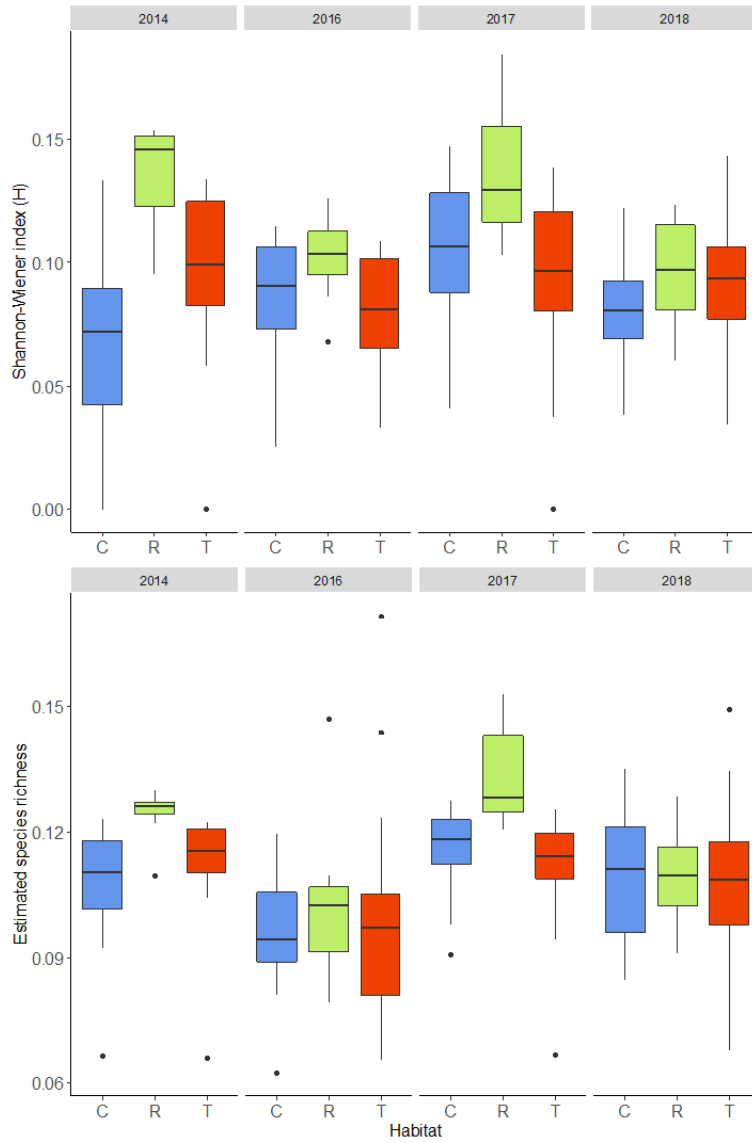 2014 2016 2017 2018
Shannon-Wiener index (H)
0.15
0.10
0.05
0.00
C R T C R T C R T C R T
2014 2016 2017 2018
Estimated species richness
0.15
0.12
0.09
0.06
C R T C R T C R T C R T
Habitat